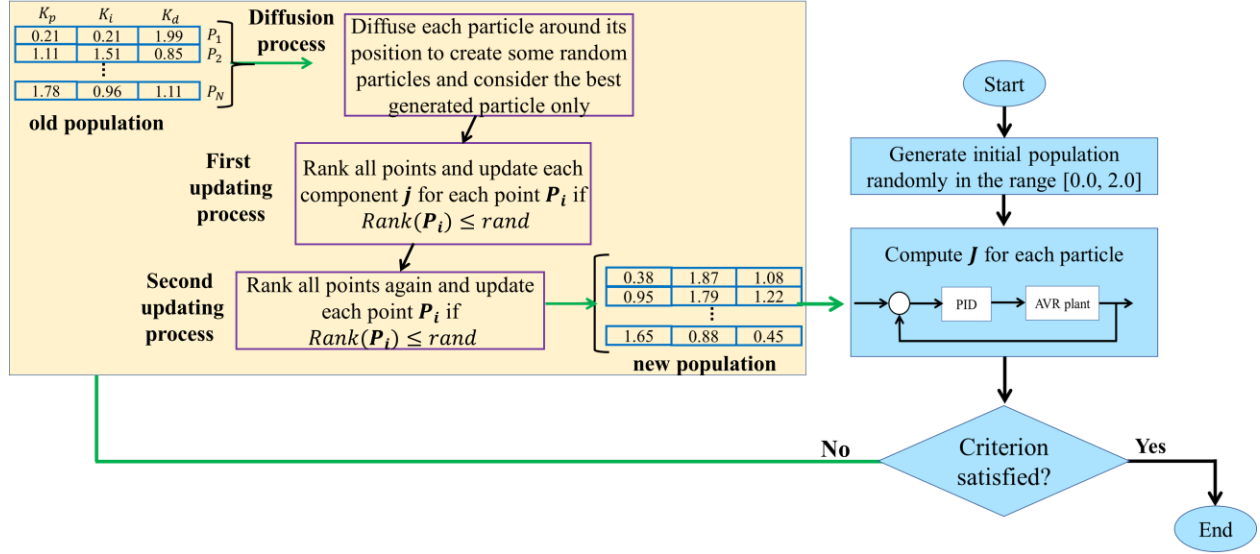 K_p K_i K_d
0.21 0.21 1.99 P_1
1.11 1.51 0.85 P_2
⋮
1.78 0.96 1.11 P_N
old population
Diffusion
process
Diffuse each particle around its
position to create some random
particles and consider the best
generated particle only
First
updating
process
Rank all points and update each
component j for each point P_i if
Rank(P_i) ≤ rand
Second
updating
process
Rank all points again and update
each point P_i if
Rank(P_i) ≤ rand
0.38 1.87 1.08
0.95 1.79 1.22
⋮
1.65 0.88 0.45
new population
Start
Generate initial population
randomly in the range [0.0, 2.0]
Compute J for each particle
PID
AVR plant
Criterion
satisfied?
No
Yes
End